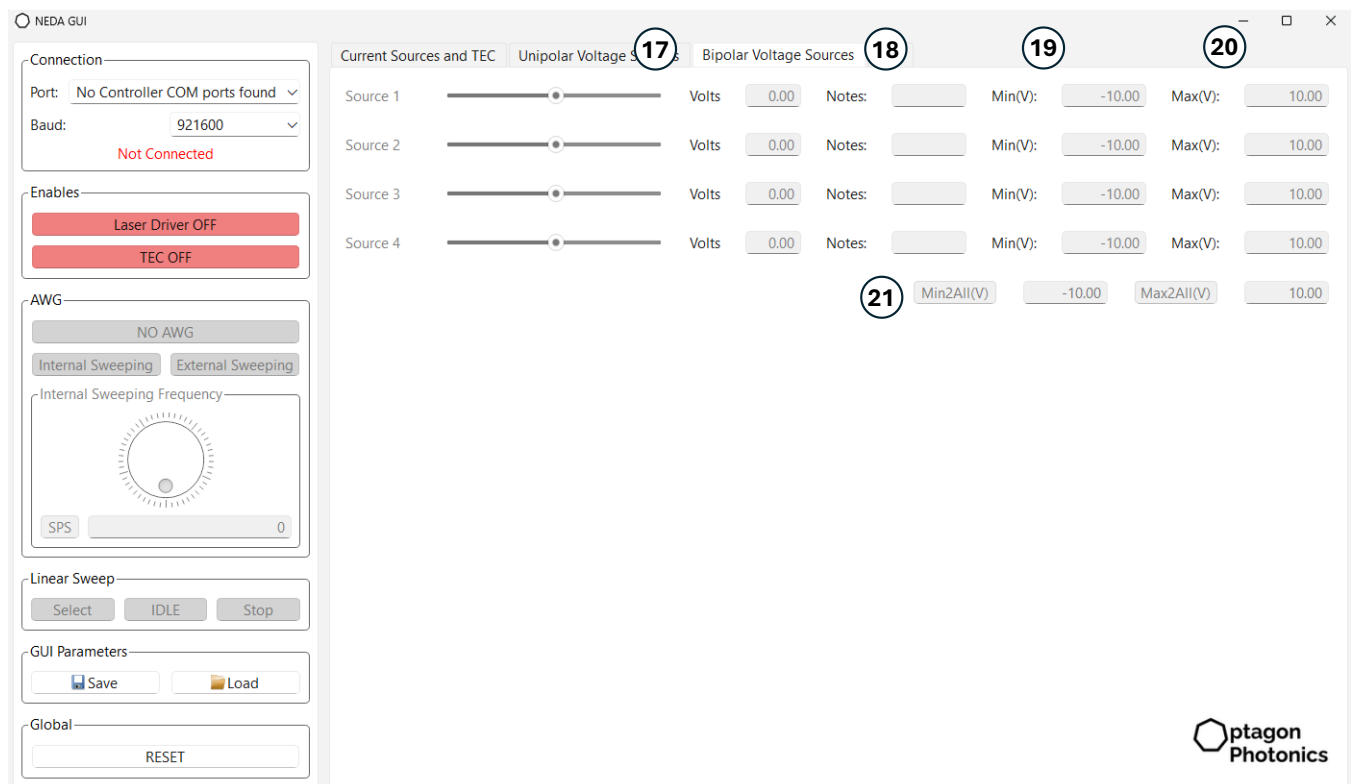 NEDA GUI
17
18
19
20
Current Sources and TEC
Unipolar Voltage S
s
Bipolar Voltage Sources
Connection
Port: No Controller COM ports found
Baud: 921600
Not Connected
Enables
Laser Driver OFF
TEC OFF
AWG
NO AWG
Internal Sweeping External Sweeping
Internal Sweeping Frequency
SPS 0
Linear Sweep
Select IDLE Stop
GUI Parameters
Save Load
Global
RESET
Source 1 Volts 0.00 Notes: Min(V): -10.00 Max(V): 10.00
Source 2 Volts 0.00 Notes: Min(V): -10.00 Max(V): 10.00
Source 3 Volts 0.00 Notes: Min(V): -10.00 Max(V): 10.00
Source 4 Volts 0.00 Notes: Min(V): -10.00 Max(V): 10.00
21 Min2All(V) -10.00 Max2All(V) 10.00
ptagon
Photonics